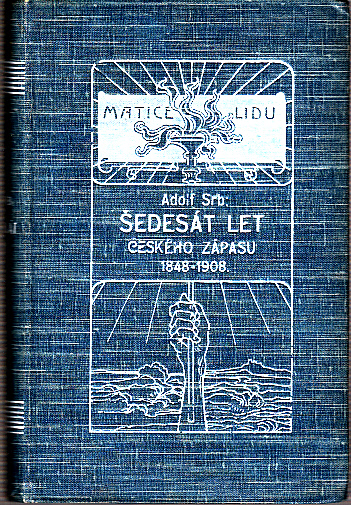 MATICE LIDU
Adolf Srb:
ŠEDESÁT LET
ČESKÉHO ZÁPASU
1848-1908.